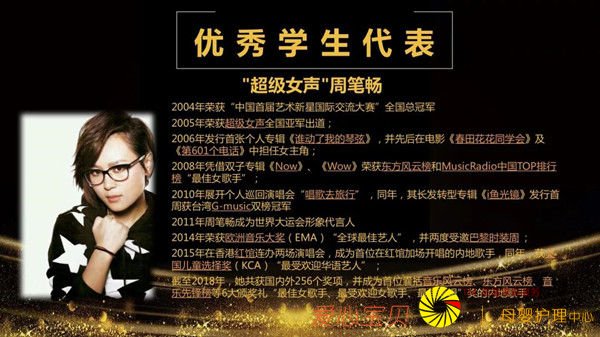 优秀学生代表
"超级女声"周笔畅
2004年荣获“中国首届艺术新星国际交流大赛”全国总冠军
2005年荣获超级女声全国亚军出道；
2006年发行首张个人专辑《谁动了我的琴弦》，并先后在电影《春田花花同学会》及
《第601个电话》中担任女主角；
2008年凭借双子专辑《Now》、《Wow》荣获东方风云榜和MusicRadio中国TOP排行
榜“最佳女歌手”；
2010年展开个人巡回演唱会“唱歌去旅行”，同年，其长发转型专辑《i鱼光镜》发行首
周获台湾G-music双榜冠军
2011年周笔畅成为世界大运会形象代言人
2014年荣获欧洲音乐大奖（EMA）“全球最佳艺人”，并两度受邀巴黎时装周；
2015年在香港红馆连办两场演唱会，成为首位在红馆加场开唱的内地歌手，同年
国儿童选择奖（KCA）“最受欢迎华语艺人”；
截至2018年，她共获国内外256个奖项，并成为首位囊括音乐风云榜、东方风云榜、音
乐先锋榜等6大颁奖礼“最佳女歌手、最受欢迎女歌手、奖的内地歌手
母婴护理中心